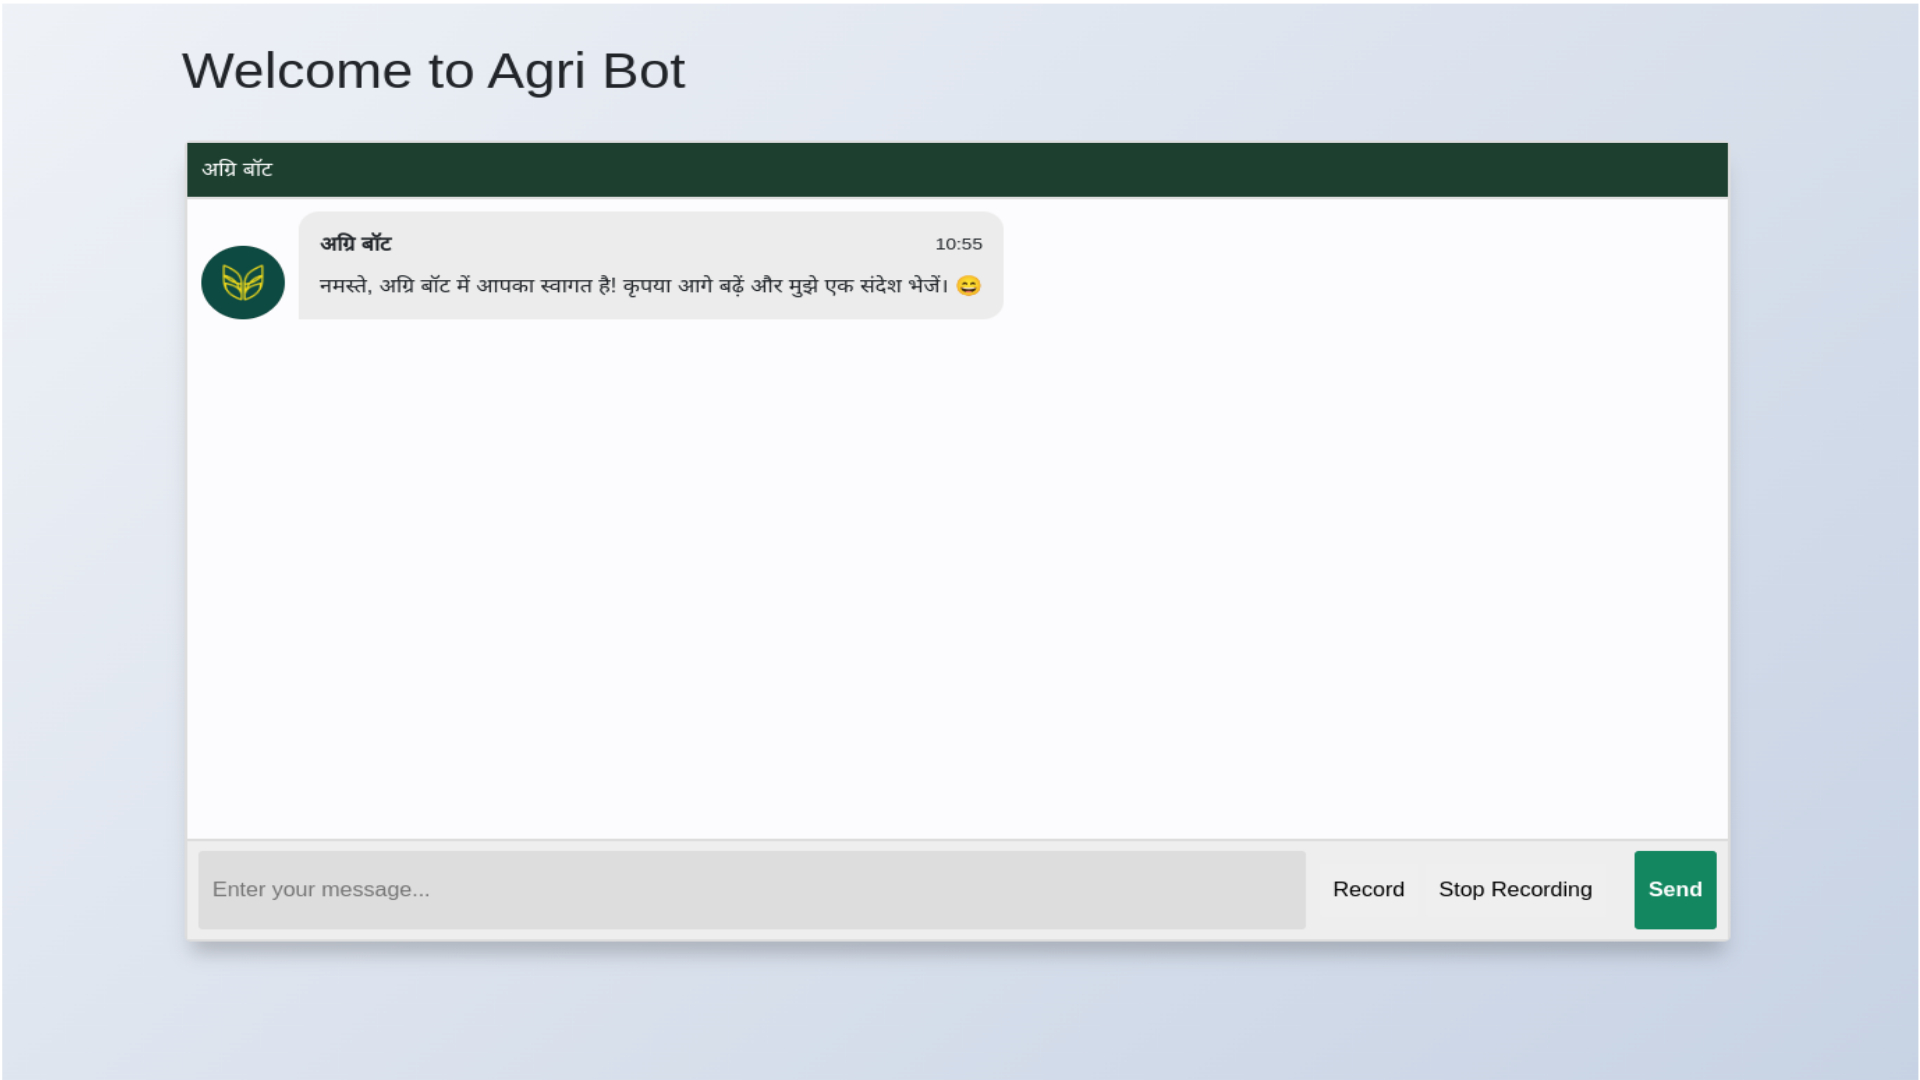 Welcome to Agri Bot
अग्रि बॉट
अग्रि बॉट 10:55
नमस्ते, अग्रि बॉट में आपका स्वागत है! कृपया आगे बढ़ें और मुझे एक संदेश भेजें। 😄
Enter your message... Record Stop Recording Send